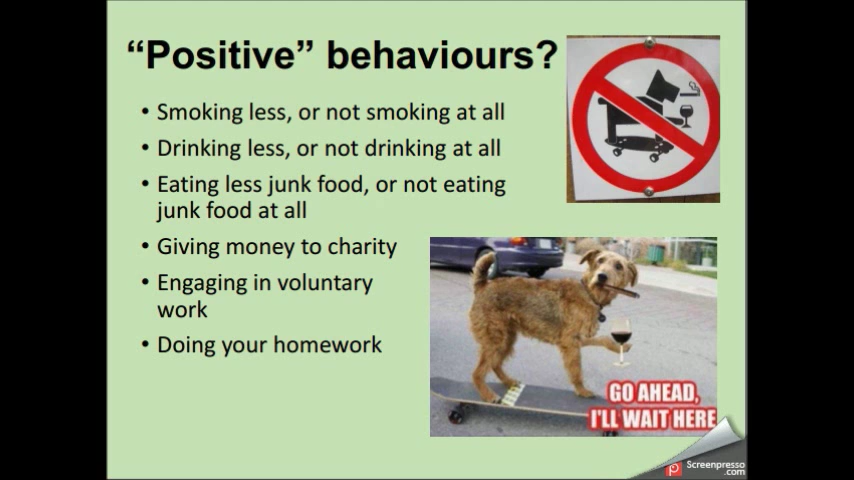 “Positive” behaviours?
• Smoking less, or not smoking at all
• Drinking less, or not drinking at all
• Eating less junk food, or not eating
junk food at all
• Giving money to charity
• Engaging in voluntary
work
• Doing your homework
GO AHEAD,
I'LL WAIT HERE
Screenpresso
.com